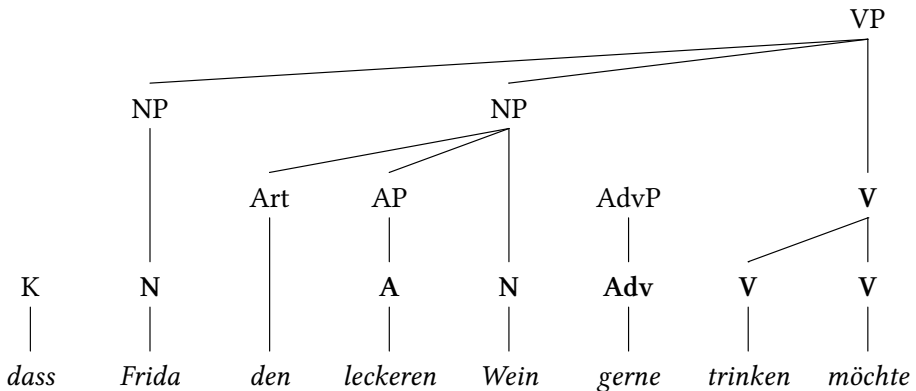 VP
NP NP
Art AP AdvP V
K N A N Adv V V
dass Frida den leckeren Wein gerne trinken möchte